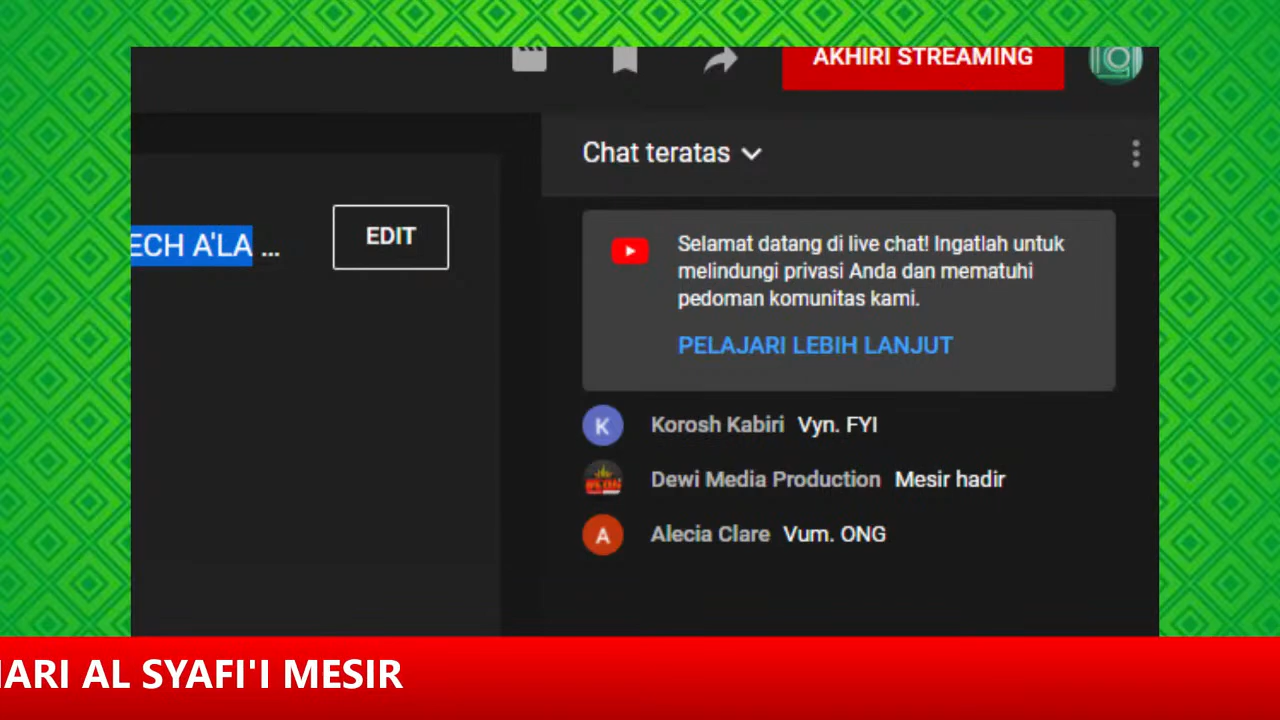 AKHIRI STREAMING
Chat teratas
ECH A'LA ...
EDIT
Selamat datang di live chat! Ingatlah untuk
melindungi privasi Anda dan mematuhi
pedoman komunitas kami.
PELAJARI LEBIH LANJUT
K
Korosh Kabiri Vyn. FYI
Dewi Media Production Mesir hadir
A
Alecia Clare Vum. ONG
HARI AL SYAFI'I MESIR